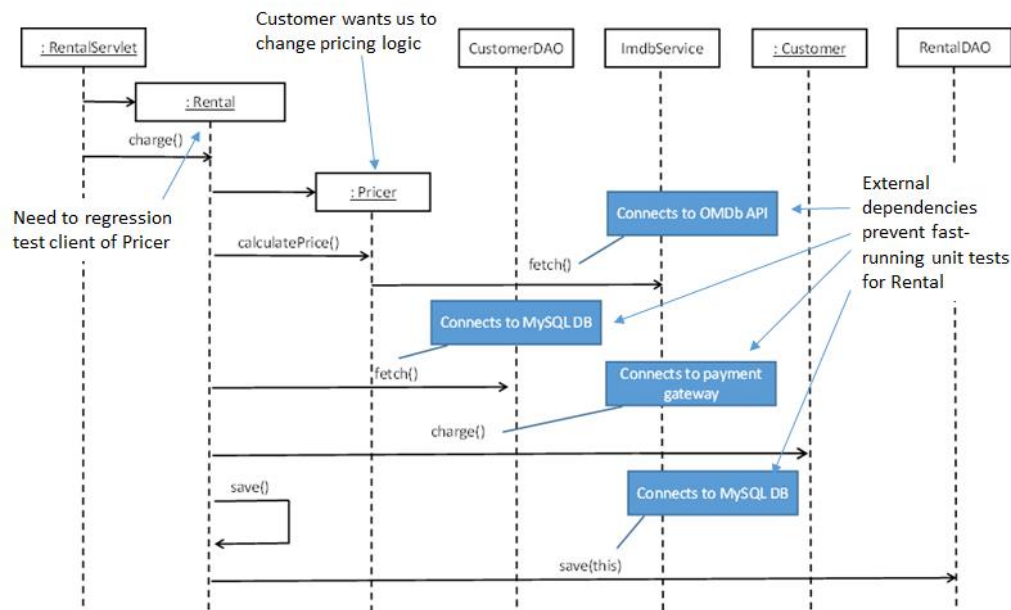 Customer wants us to
change pricing logic
: RentalServlet
CustomerDAO
ImdbService
: Customer
RentalDAO
: Rental
charge()
: Pricer
Need to regression
test client of Pricer
External
dependencies
prevent fast-
running unit tests
for Rental
Connects to OMDb API
calculatePrice()
fetch()
Connects to MySQL DB
fetch()
Connects to payment
gateway
charge()
save()
Connects to MySQL DB
save(this)